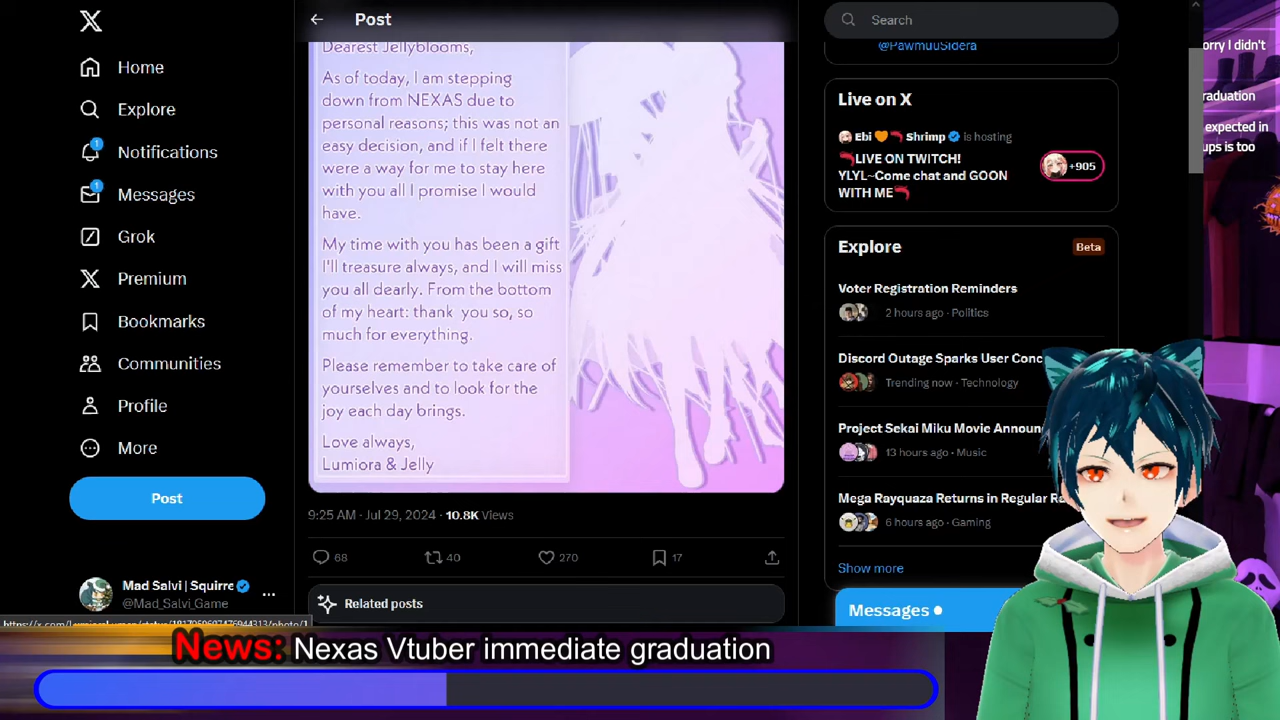 Home
Explore
1
Notifications
1
Messages
Grok
Premium
Bookmarks
Communities
Profile
More
Post
Mad Salvi | Squirre
@Mad_Salvi_Game
Post
Dearest Jellyblooms,
As of today, I am stepping
down from NEXAS due to
personal reasons; this was not an
easy decision, and if I felt there
were a way for me to stay here
with you all I promise I would
have.
My time with you has been a gift
I'll treasure always, and I will miss
you all dearly. From the bottom
of my heart: thank you so, so
much for everything.
Please remember to take care of
yourselves and to look for the
joy each day brings.
Love always,
Lumiora & Jelly
9:25 AM · Jul 29, 2024 · 10.8K Views
68
40
270
17
Related posts
Search
@PawmuuSidera
Live on X
Ebi Shrimp is hosting
LIVE ON TWITCH!
YLYL~Come chat and GOON
WITH ME
+905
Explore
Beta
Voter Registration Reminders
2 hours ago · Politics
Discord Outage Sparks User Conc
Trending now · Technology
Project Sekai Miku Movie Announ
13 hours ago · Music
Mega Rayquaza Returns in Regular Ra
6 hours ago · Gaming
Show more
Messages
orry I didn't
raduation
expected in
ups is too
News: Nexas Vtuber immediate graduation